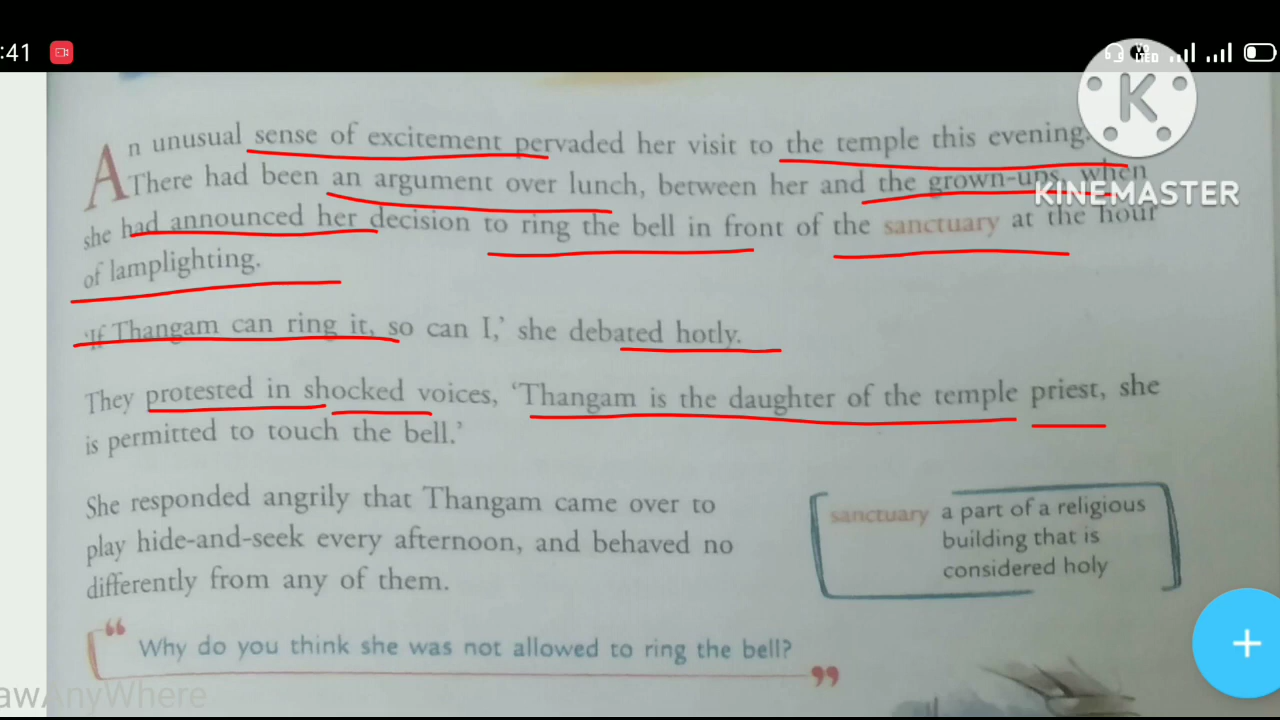 :41
VO
LTED
K
KINEMASTER
An unusual sense of excitement pervaded her visit to the temple this evening.
There had been an argument over lunch, between her and the grown-ups, when
she had announced her decision to ring the bell in front of the sanctuary at the hour
of lamplighting.
'If Thangam can ring it, so can I,' she debated hotly.
They protested in shocked voices, 'Thangam is the daughter of the temple priest, she
is permitted to touch the bell.'
She responded angrily that Thangam came over to
play hide-and-seek every afternoon, and behaved no
differently from any of them.
sanctuary a part of a religious
building that is
considered holy
“ Why do you think she was not allowed to ring the bell? ”
awAnyWhere
+